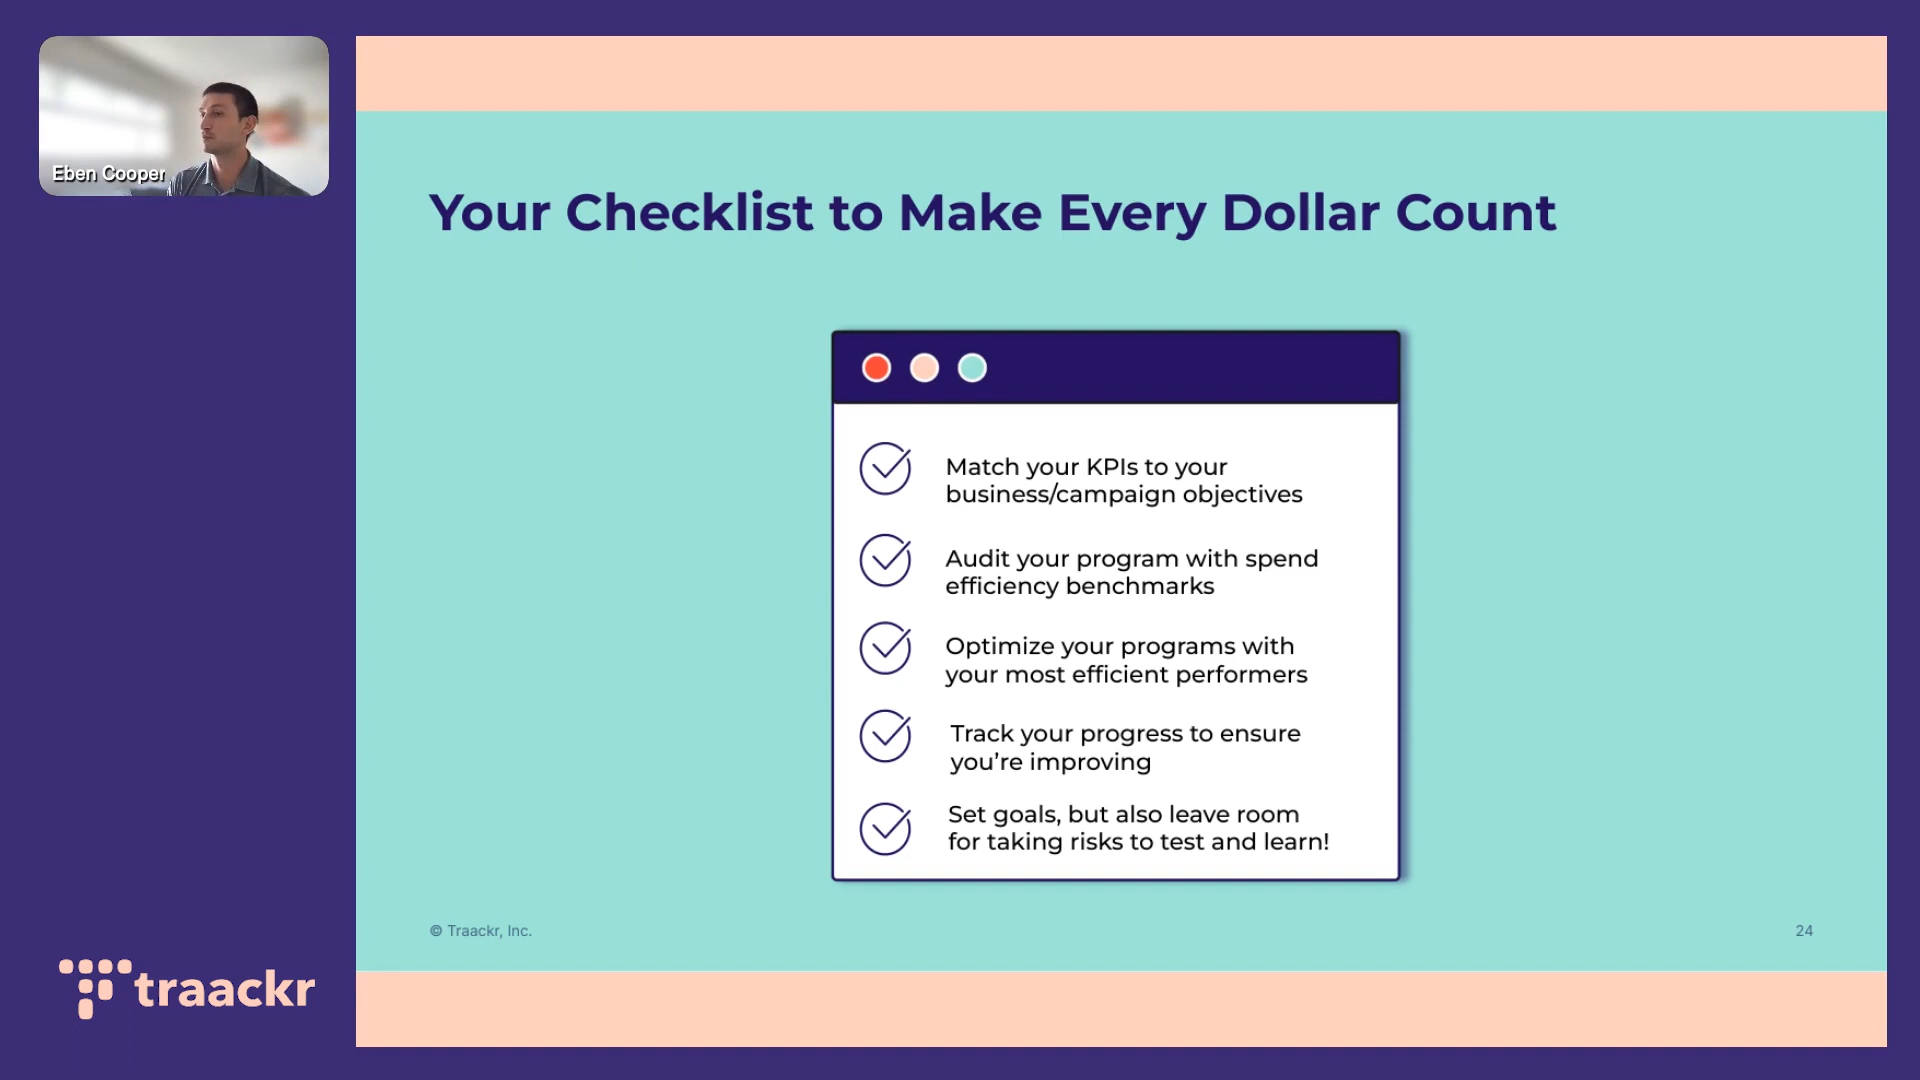 Eben Cooper
Your Checklist to Make Every Dollar Count
Match your KPIs to your
business/campaign objectives
Audit your program with spend
efficiency benchmarks
Optimize your programs with
your most efficient performers
Track your progress to ensure
you’re improving
Set goals, but also leave room
for taking risks to test and learn!
© Traackr, Inc.
24
traackr